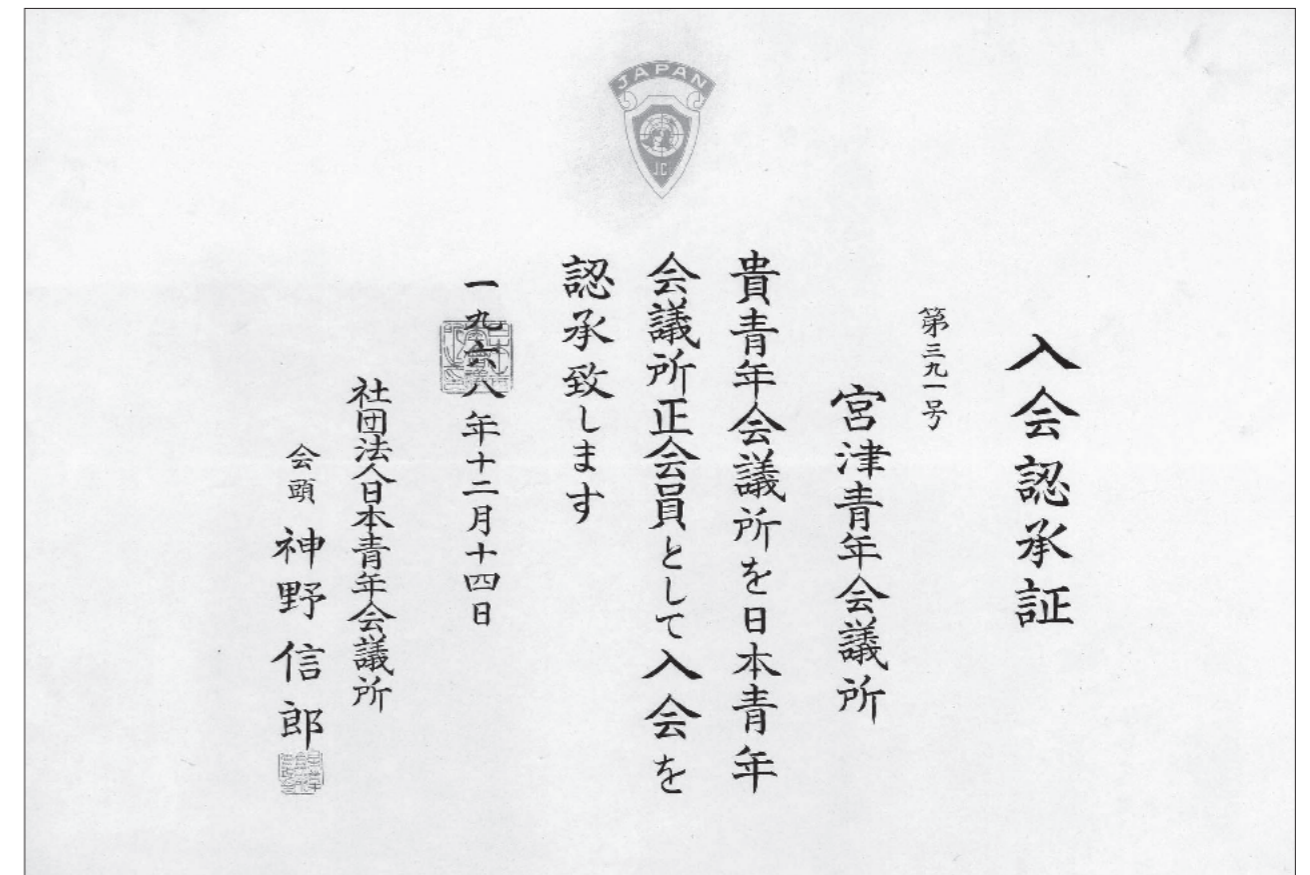 JAPAN
JCI
入会認承証
第三九一号
宮津青年会議所
貴青年会議所を日本青年
会議所正会員として入会を
認承致します
一九六八年十二月十四日
社団法人日本青年会議所
会頭 神野信郎